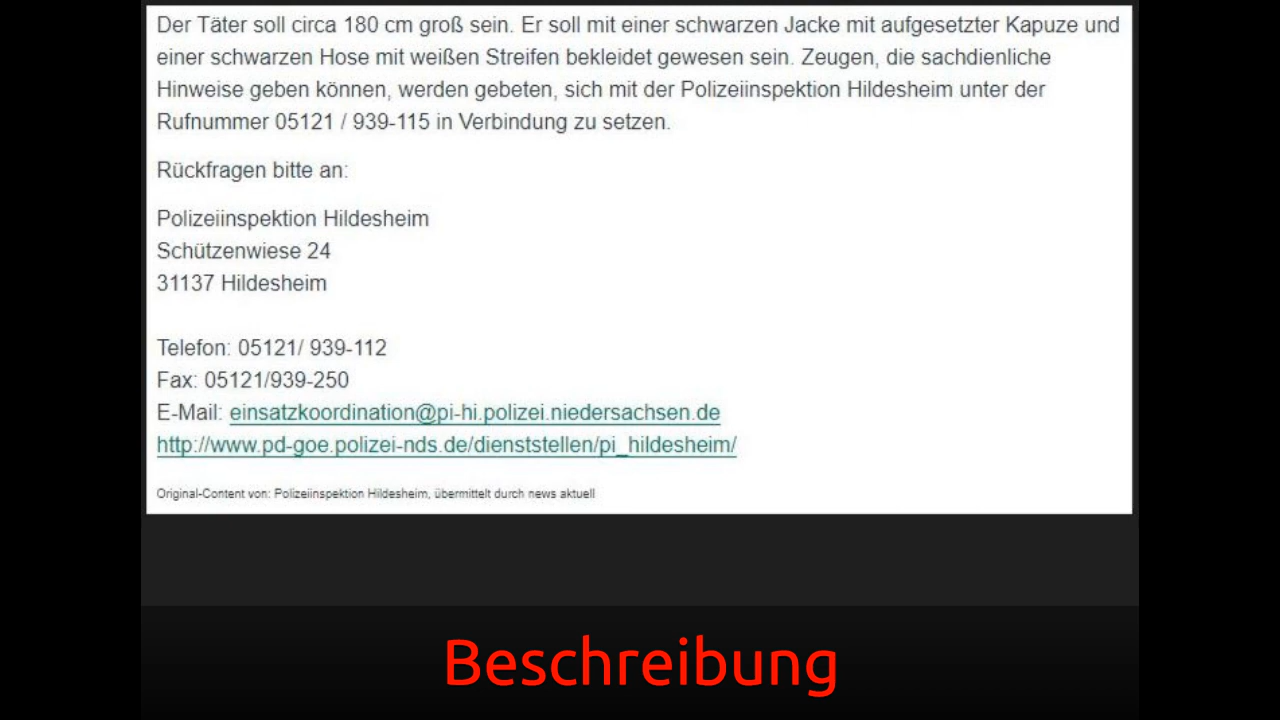 Der Täter soll circa 180 cm groß sein. Er soll mit einer schwarzen Jacke mit aufgesetzter Kapuze und
einer schwarzen Hose mit weißen Streifen bekleidet gewesen sein. Zeugen, die sachdienliche
Hinweise geben können, werden gebeten, sich mit der Polizeiinspektion Hildesheim unter der
Rufnummer 05121 / 939-115 in Verbindung zu setzen.
Rückfragen bitte an:
Polizeiinspektion Hildesheim
Schützenwiese 24
31137 Hildesheim
Telefon: 05121/ 939-112
Fax: 05121/939-250
E-Mail: einsatzkoordination@pi-hi.polizei.niedersachsen.de
http://www.pd-goe.polizei-nds.de/dienststellen/pi_hildesheim/
Original-Content von: Polizeiinspektion Hildesheim, übermittelt durch news aktuell
Beschreibung